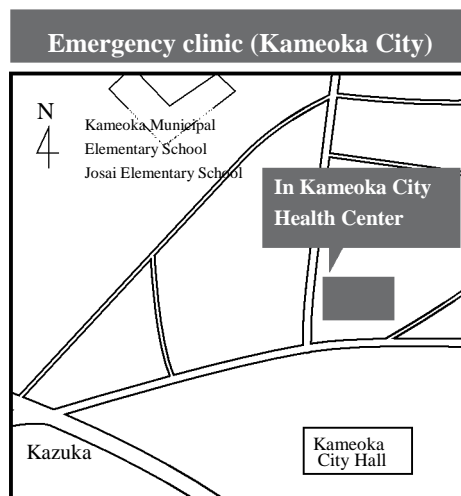 Emergency clinic (Kameoka City)
N
Kameoka Municipal
Elementary School
Josai Elementary School
In Kameoka City
Health Center
Kazuka
Kameoka
City Hall